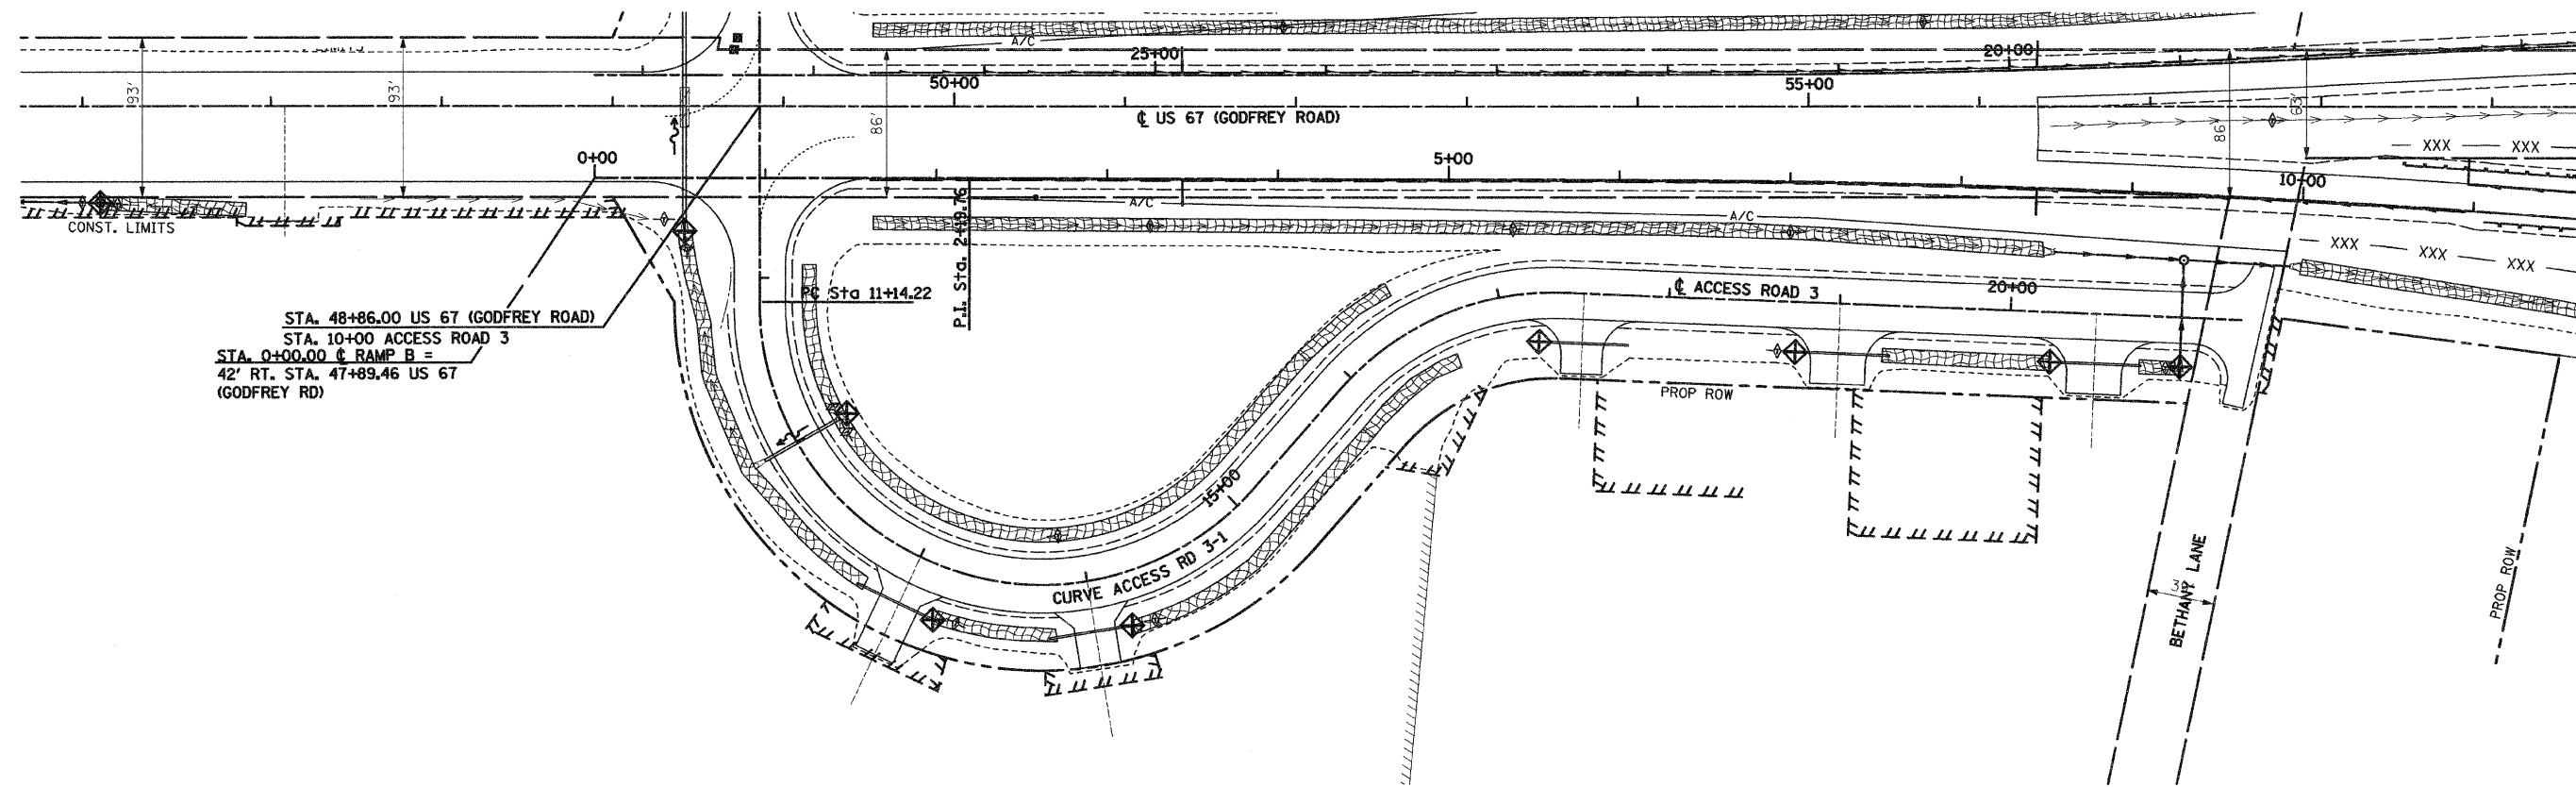 A/C
25+00
20+00
50+00
55+00
93'
93'
86'
86'
63'
℄ US 67 (GODFREY ROAD)
XXX XXX
0+00
5+00
10+00
A/C
A/C
CONST. LIMITS
P.I. Sta. 2+19.76
XXX XXX
XXX XXX
PC Sta 11+14.22
℄ ACCESS ROAD 3
20+00
STA. 48+86.00 US 67 (GODFREY ROAD)
STA. 10+00 ACCESS ROAD 3
STA. 0+00.00 ℄ RAMP B =
42' RT. STA. 47+89.46 US 67
(GODFREY RD)
PROP ROW
15+00
CURVE ACCESS RD 3-1
BETHANY LANE
PROP ROW